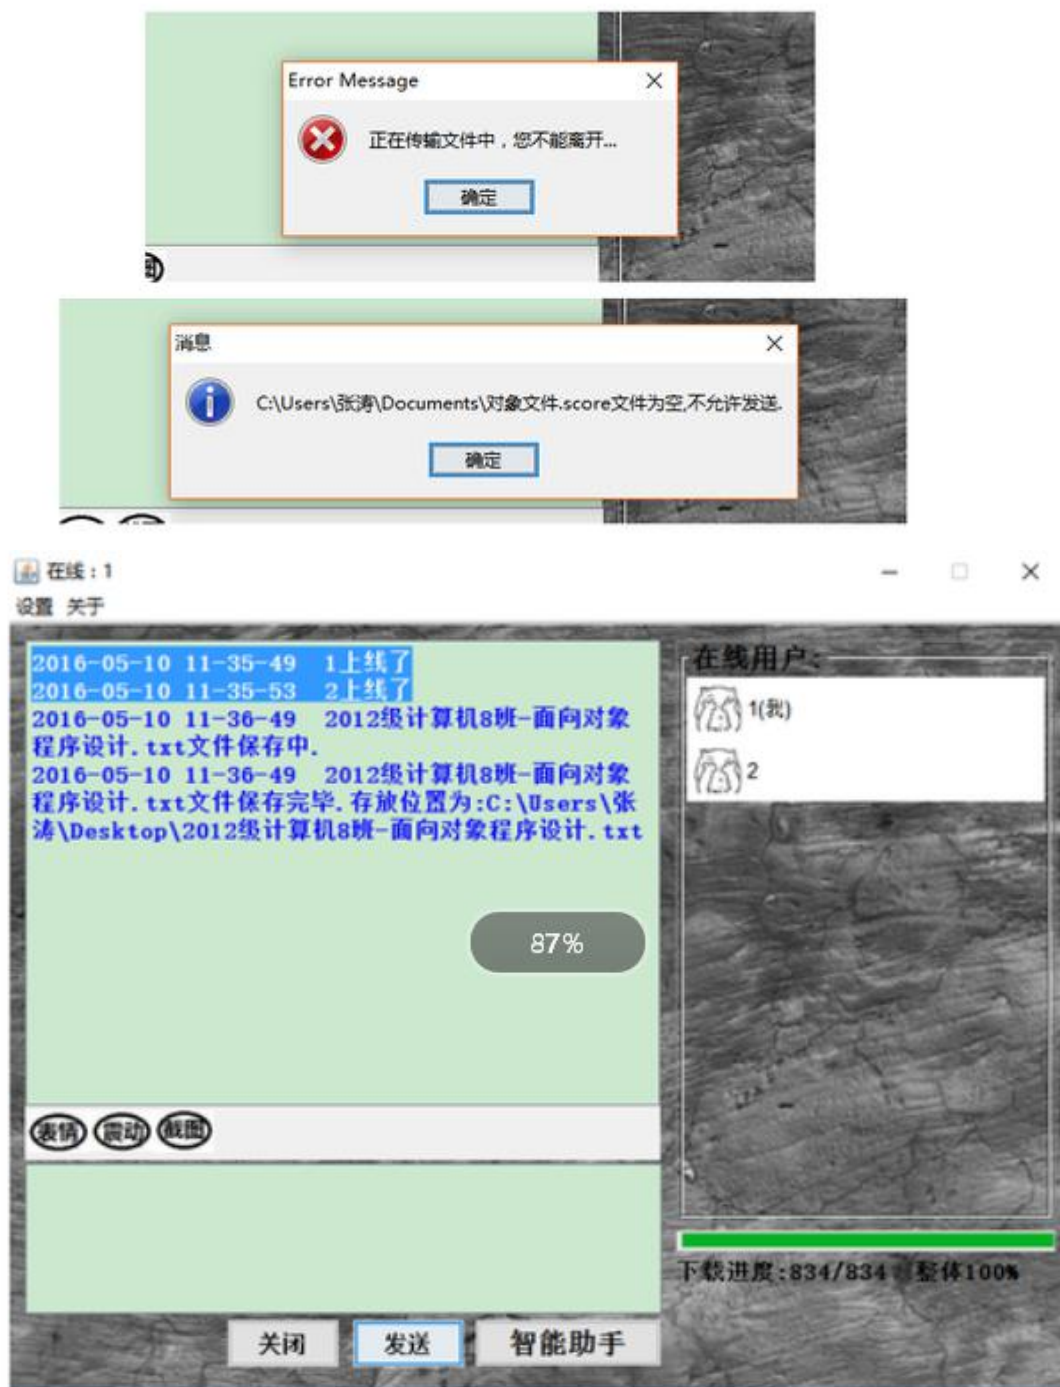 Error Message
正在传输文件中，您不能离开...
确定
图
消息
C:\Users\张涛\Documents\对象文件.score文件为空,不允许发送.
确定
在线：1
设置 关于
2016-05-10 11-35-49 1上线了
2016-05-10 11-35-53 2上线了
2016-05-10 11-36-49 2012级计算机8班-面向对象
程序设计.txt文件保存中.
2016-05-10 11-36-49 2012级计算机8班-面向对象
程序设计.txt文件保存完毕.存放位置为:C:\Users\张
涛\Desktop\2012级计算机8班-面向对象程序设计.txt
87%
表情 震动 截图
关闭 发送 智能助手
在线用户:
1(我)
2
下载进度:834/834 整体100%